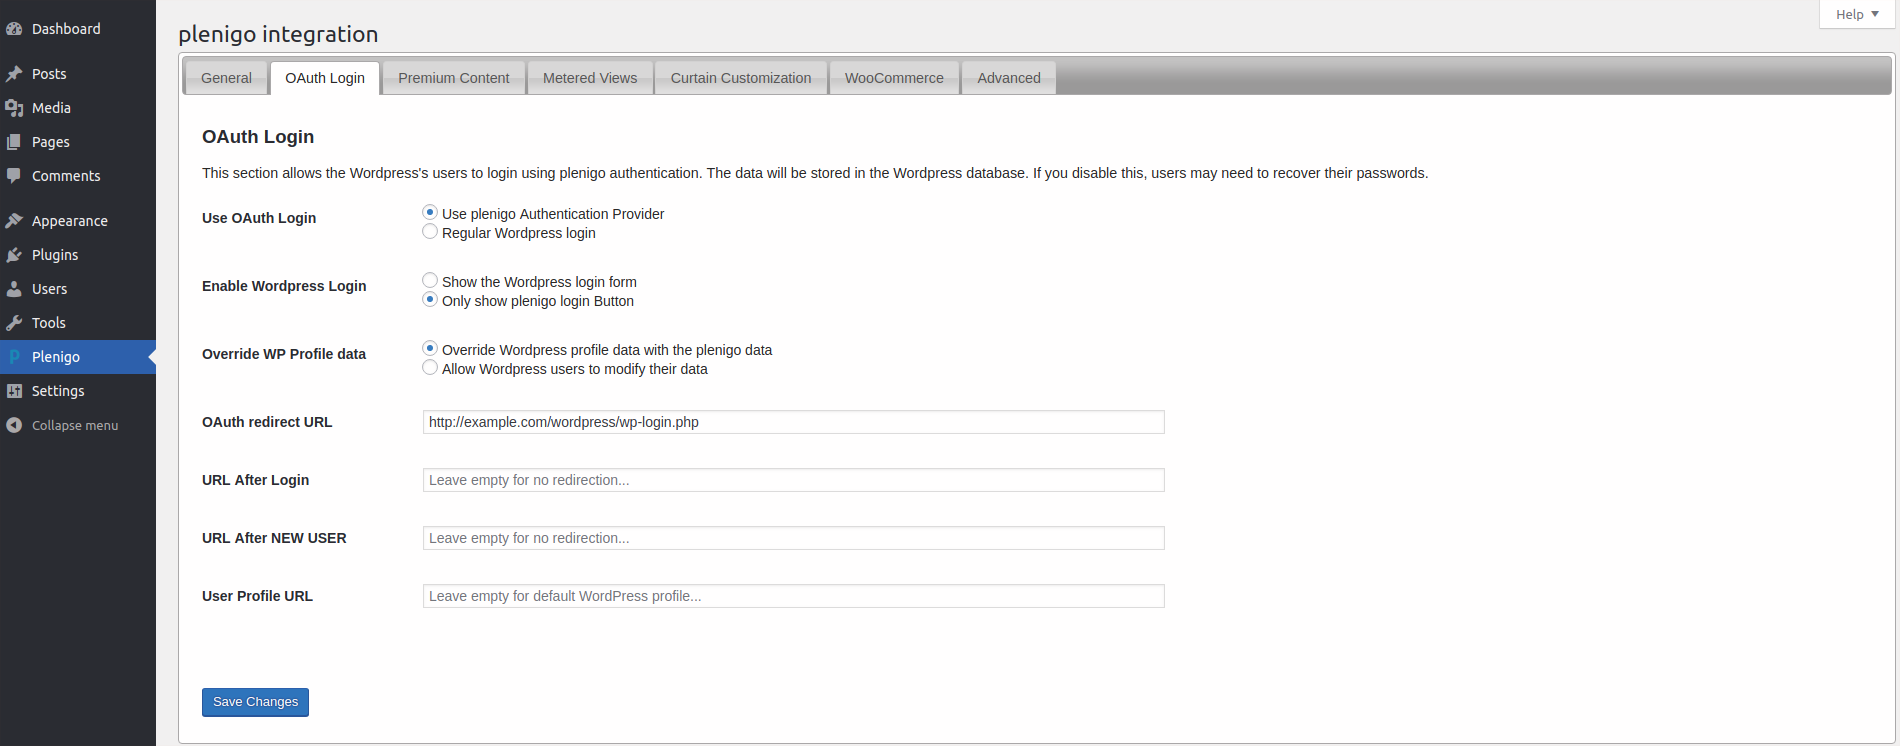 Help
Dashboard
Posts
Media
Pages
Comments
Appearance
Plugins
Users
Tools
Plenigo
Settings
Collapse menu
plenigo integration
General
OAuth Login
Premium Content
Metered Views
Curtain Customization
WooCommerce
Advanced
OAuth Login
This section allows the Wordpress's users to login using plenigo authentication. The data will be stored in the Wordpress database. If you disable this, users may need to recover their passwords.
Use OAuth Login
Use plenigo Authentication Provider
Regular Wordpress login
Enable Wordpress Login
Show the Wordpress login form
Only show plenigo login Button
Override WP Profile data
Override Wordpress profile data with the plenigo data
Allow Wordpress users to modify their data
OAuth redirect URL
http://example.com/wordpress/wp-login.php
URL After Login
Leave empty for no redirection...
URL After NEW USER
Leave empty for no redirection...
User Profile URL
Leave empty for default WordPress profile...
Save Changes